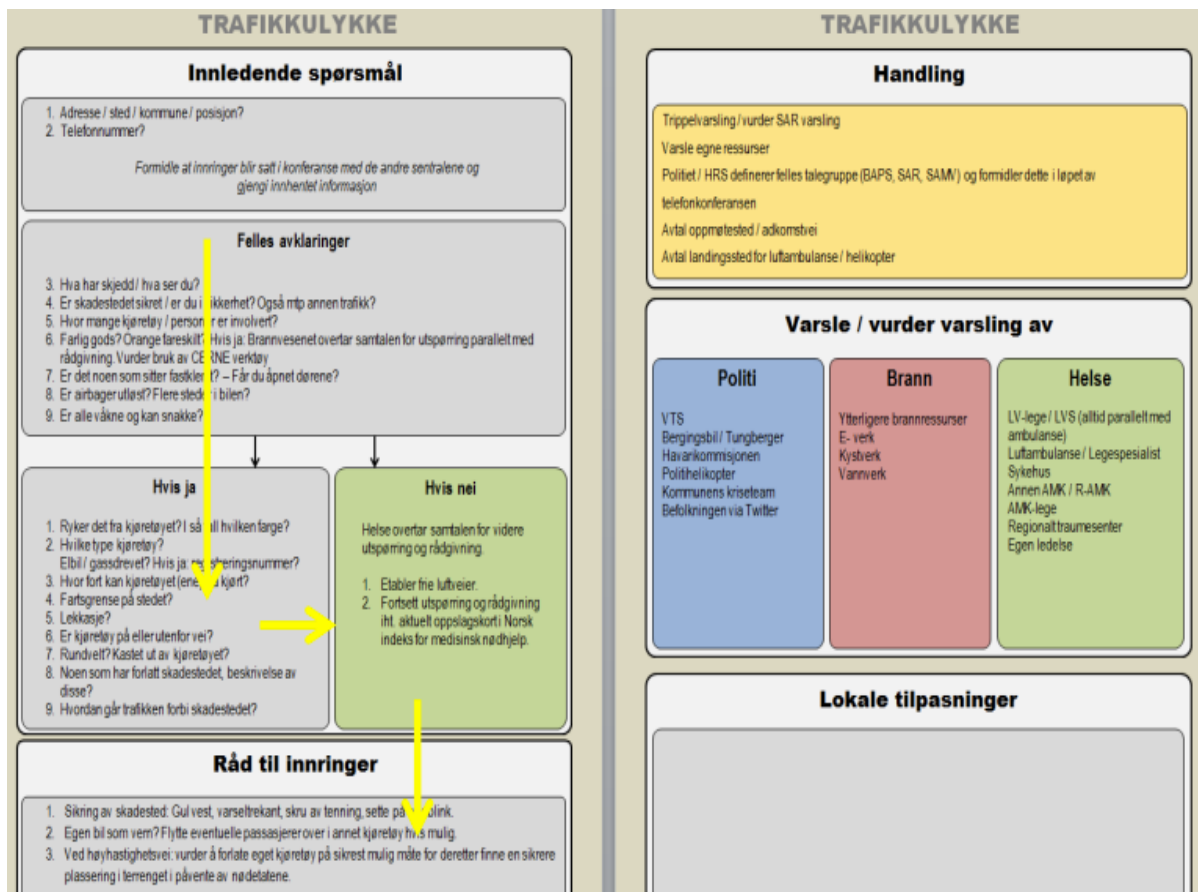 TRAFIKKULYKKE
Innledende spørsmål
1. Adresse / sted / kommune / posisjon?
2. Telefonnummer?
Formidle at innringer blir satt i konferanse med de andre sentralene og
gjengi innhentet informasjon
Felles avklaringer
3. Hva har skjedd / hva ser du?
4. Er skadestedet sikret / er du i sikkerhet? Også mtp annen trafikk?
5. Hvor mange kjøretøy / personer er involvert?
6. Farlig gods? Orange fareskilt? Hvis ja: Brannvesenet overtar samtalen for utspørring parallelt med
rådgivning. Vurder bruk av CBRNE verktøy
7. Er det noen som sitter fastklemt? – Får du åpnet dørene?
8. Er airbager utløst? Flere steder i bilen?
9. Er alle våkne og kan snakke?
Hvis ja
1. Ryker det fra kjøretøyet? I så fall hvilken farge?
2. Hvilke type kjøretøy?
Elbil / gassdrevet? Hvis ja: registreringsnummer?
3. Hvor fort kan kjøretøyet (ene) ha kjørt?
4. Fartsgrense på stedet?
5. Lekkasje?
6. Er kjøretøy på eller utenfor vei?
7. Rundvelt? Kastet ut av kjøretøyet?
8. Noen som har forlatt skadestedet, beskrivelse av
disse?
9. Hvordan går trafikken forbi skadestedet?
Hvis nei
Helse overtar samtalen for videre
utspørring og rådgivning.
1. Etabler frie luftveier.
2. Fortsett utspørring og rådgivning
iht. aktuelt oppslagskort i Norsk
indeks for medisinsk nødhjelp.
Råd til innringer
1. Sikring av skadested: Gul vest, varseltrekant, skru av tenning, sette på blink.
2. Egen bil som vern? Flytte eventuelle passasjerer over i annet kjøretøy hvis mulig.
3. Ved høyhastighetsvei: vurder å forlate eget kjøretøy på sikrest mulig måte for deretter finne en sikrere
plassering i terrenget i påvente av nødetatene.
TRAFIKKULYKKE
Handling
Trippelvarsling / vurder SAR varsling
Varsle egne ressurser
Politiet / HRS definerer felles talegruppe (BAPS, SAR, SAMV) og formidler dette i løpet av
telefonkonferansen
Avtal oppmøtested / adkomstvei
Avtal landingssted for luftambulanse / helikopter
Varsle / vurder varsling av
Politi
VTS
Bergingsbil / Tungberger
Havarikommisjonen
Politihelikopter
Kommunens kriseteam
Befolkningen via Twitter
Brann
Ytterligere brannressurser
E- verk
Kystverk
Vannverk
Helse
LV-lege / LVS (alltid parallelt med
ambulanse)
Luftambulanse / Legespesialist
Sykehus
Annen AMK / R-AMK
AMK-lege
Regionalt traumesenter
Egen ledelse
Lokale tilpasninger